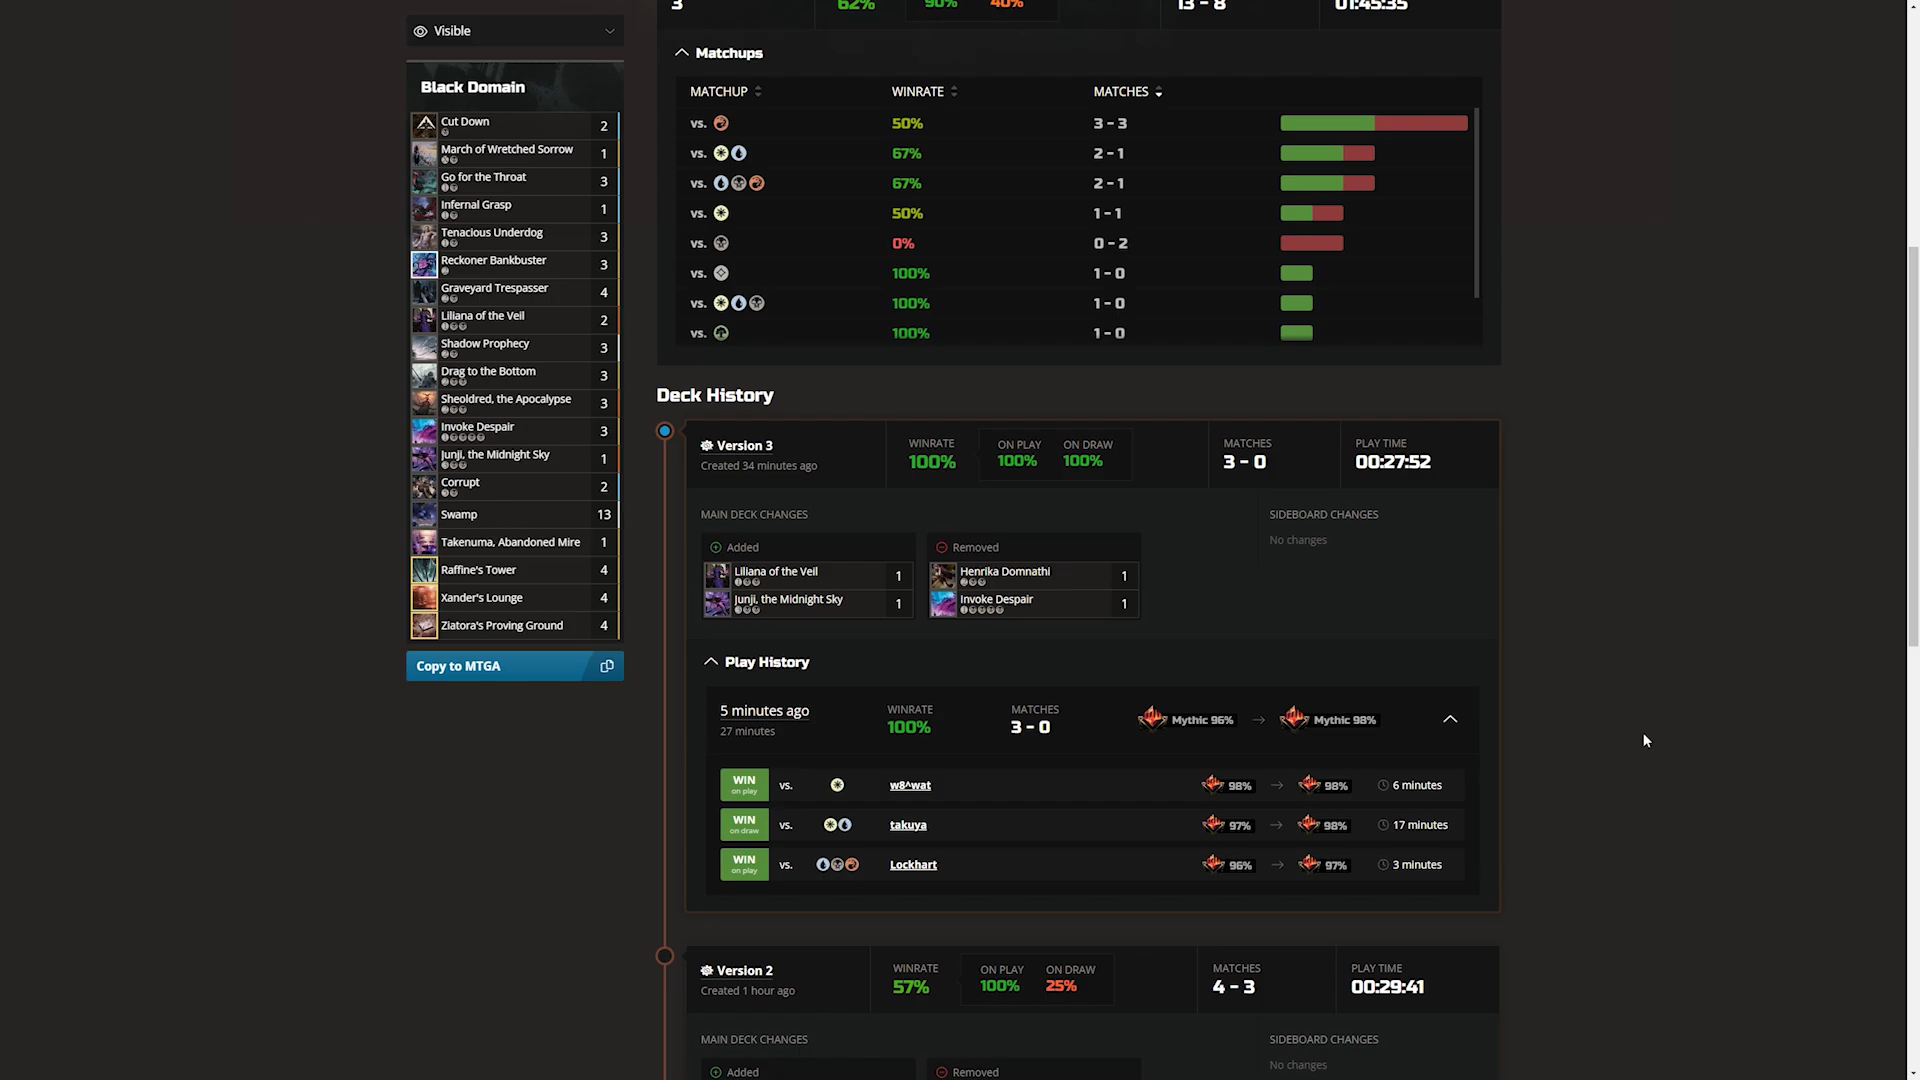 Visible
Black Domain
Cut Down 2
March of Wretched Sorrow 1
Go for the Throat 3
Infernal Grasp 1
Tenacious Underdog 3
Reckoner Bankbuster 3
Graveyard Trespasser 4
Liliana of the Veil 2
Shadow Prophecy 3
Drag to the Bottom 3
Sheoldred, the Apocalypse 3
Invoke Despair 3
Junji, the Midnight Sky 1
Corrupt 2
Swamp 13
Takenuma, Abandoned Mire 1
Raffine's Tower 4
Xander's Lounge 4
Ziatora's Proving Ground 4
Copy to MTGA
3 62% 90% 40% 13 - 8 01:45:35
Matchups
MATCHUP WINRATE MATCHES
vs. 50% 3 - 3
vs. 67% 2 - 1
vs. 67% 2 - 1
vs. 50% 1 - 1
vs. 0% 0 - 2
vs. 100% 1 - 0
vs. 100% 1 - 0
vs. 100% 1 - 0
Deck History
Version 3
Created 34 minutes ago
WINRATE
100%
ON PLAY
100%
ON DRAW
100%
MATCHES
3 - 0
PLAY TIME
00:27:52
MAIN DECK CHANGES
Added
Liliana of the Veil 1
Junji, the Midnight Sky 1
Removed
Henrika Domnathi 1
Invoke Despair 1
SIDEBOARD CHANGES
No changes
Play History
5 minutes ago
27 minutes
WINRATE
100%
MATCHES
3 - 0
Mythic 96% → Mythic 98%
WIN
on play
vs. w8^wat 98% → 98% 6 minutes
WIN
on draw
vs. takuya 97% → 98% 17 minutes
WIN
on play
vs. Lockhart 96% → 97% 3 minutes
Version 2
Created 1 hour ago
WINRATE
57%
ON PLAY
100%
ON DRAW
25%
MATCHES
4 - 3
PLAY TIME
00:29:41
MAIN DECK CHANGES
Added
Removed
SIDEBOARD CHANGES
No changes